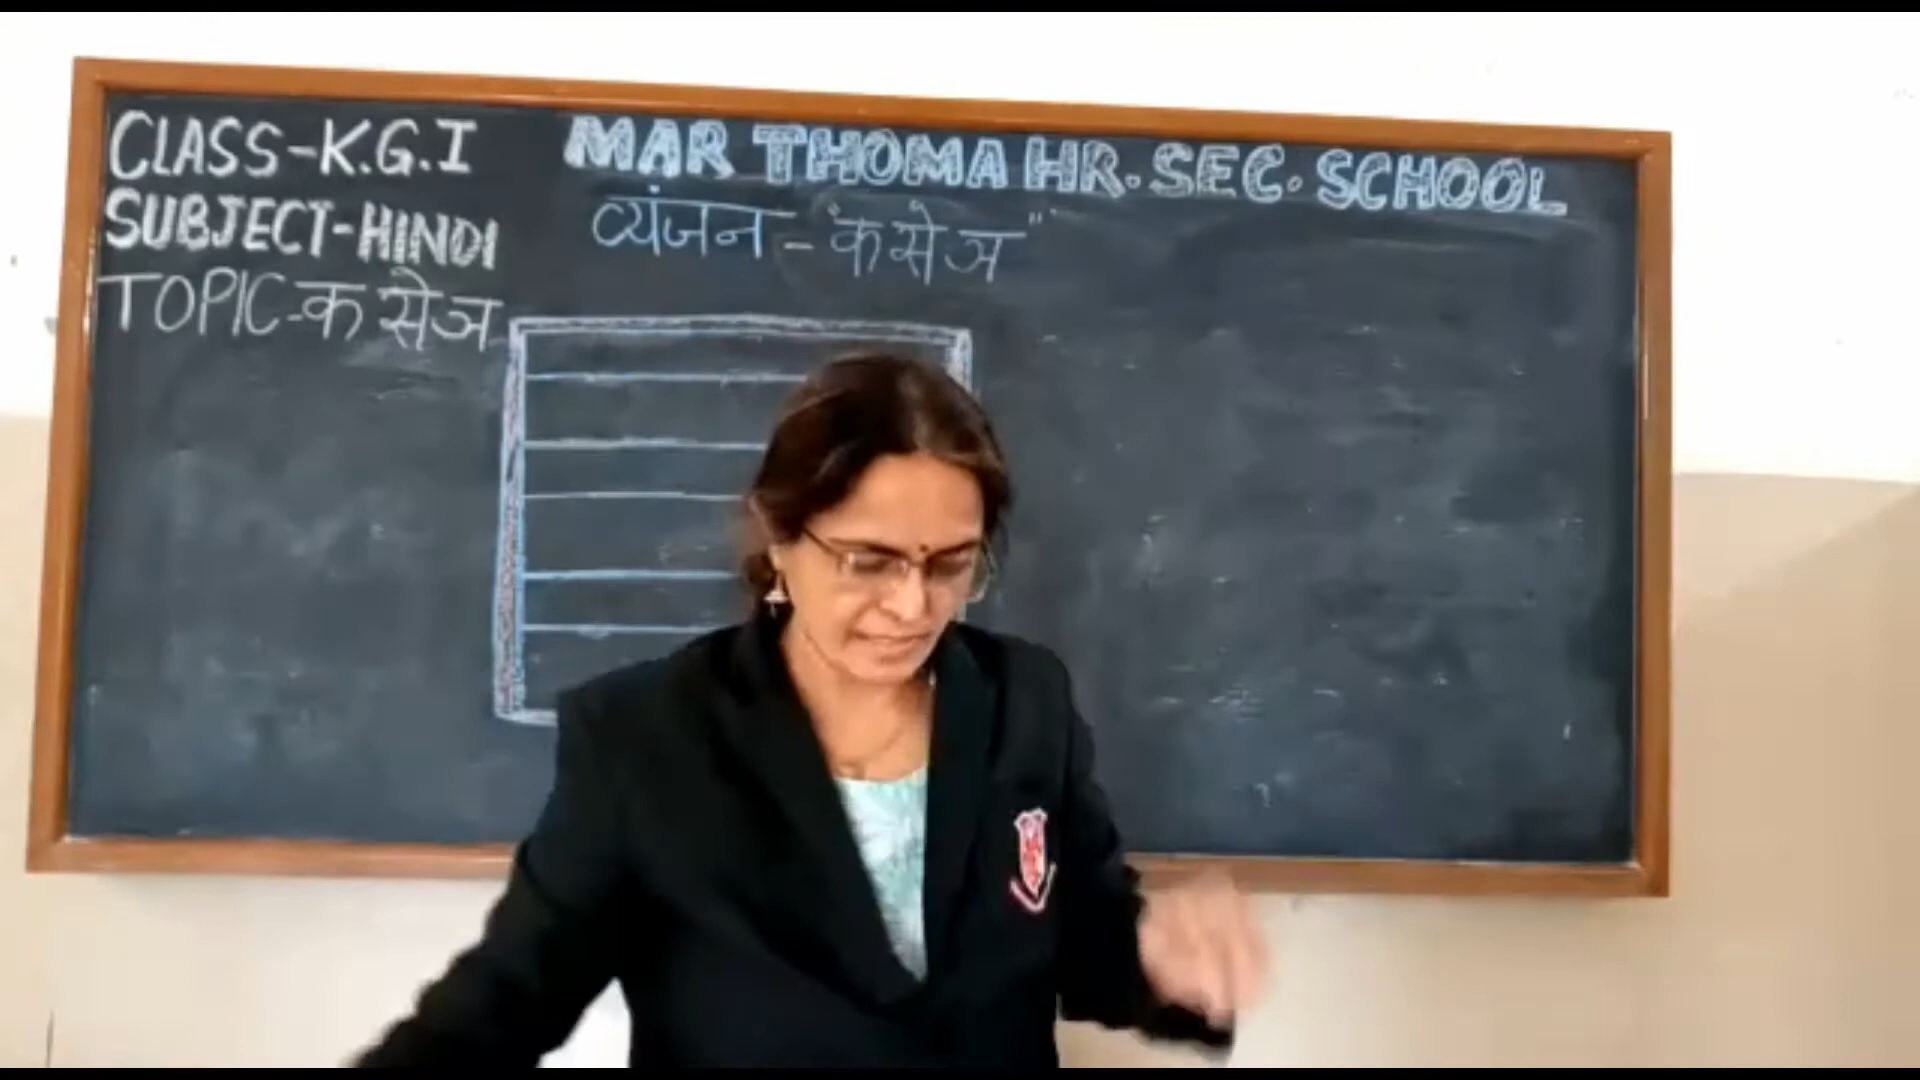 CLASS-K.G.I
SUBJECT-HINDI
TOPIC-क से ञ
MAR THOMA HR. SEC. SCHOOL
व्यंजन - "क से ञ"